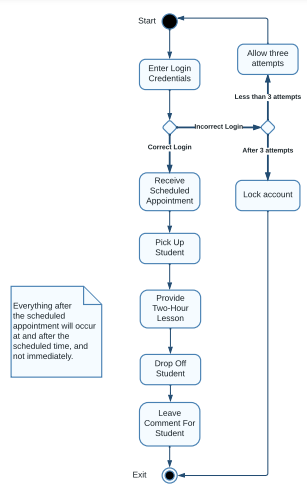 Start
Allow three
attempts
Enter Login
Credentials
Less than 3 attempts
Incorrect Login
Correct Login
After 3 attempts
Receive
Scheduled
Appointment
Lock account
Pick Up
Student
Everything after
the scheduled
appointment will occur
at and after the
scheduled time, and
not immediately.
Provide
Two-Hour
Lesson
Drop Off
Student
Leave
Comment For
Student
Exit